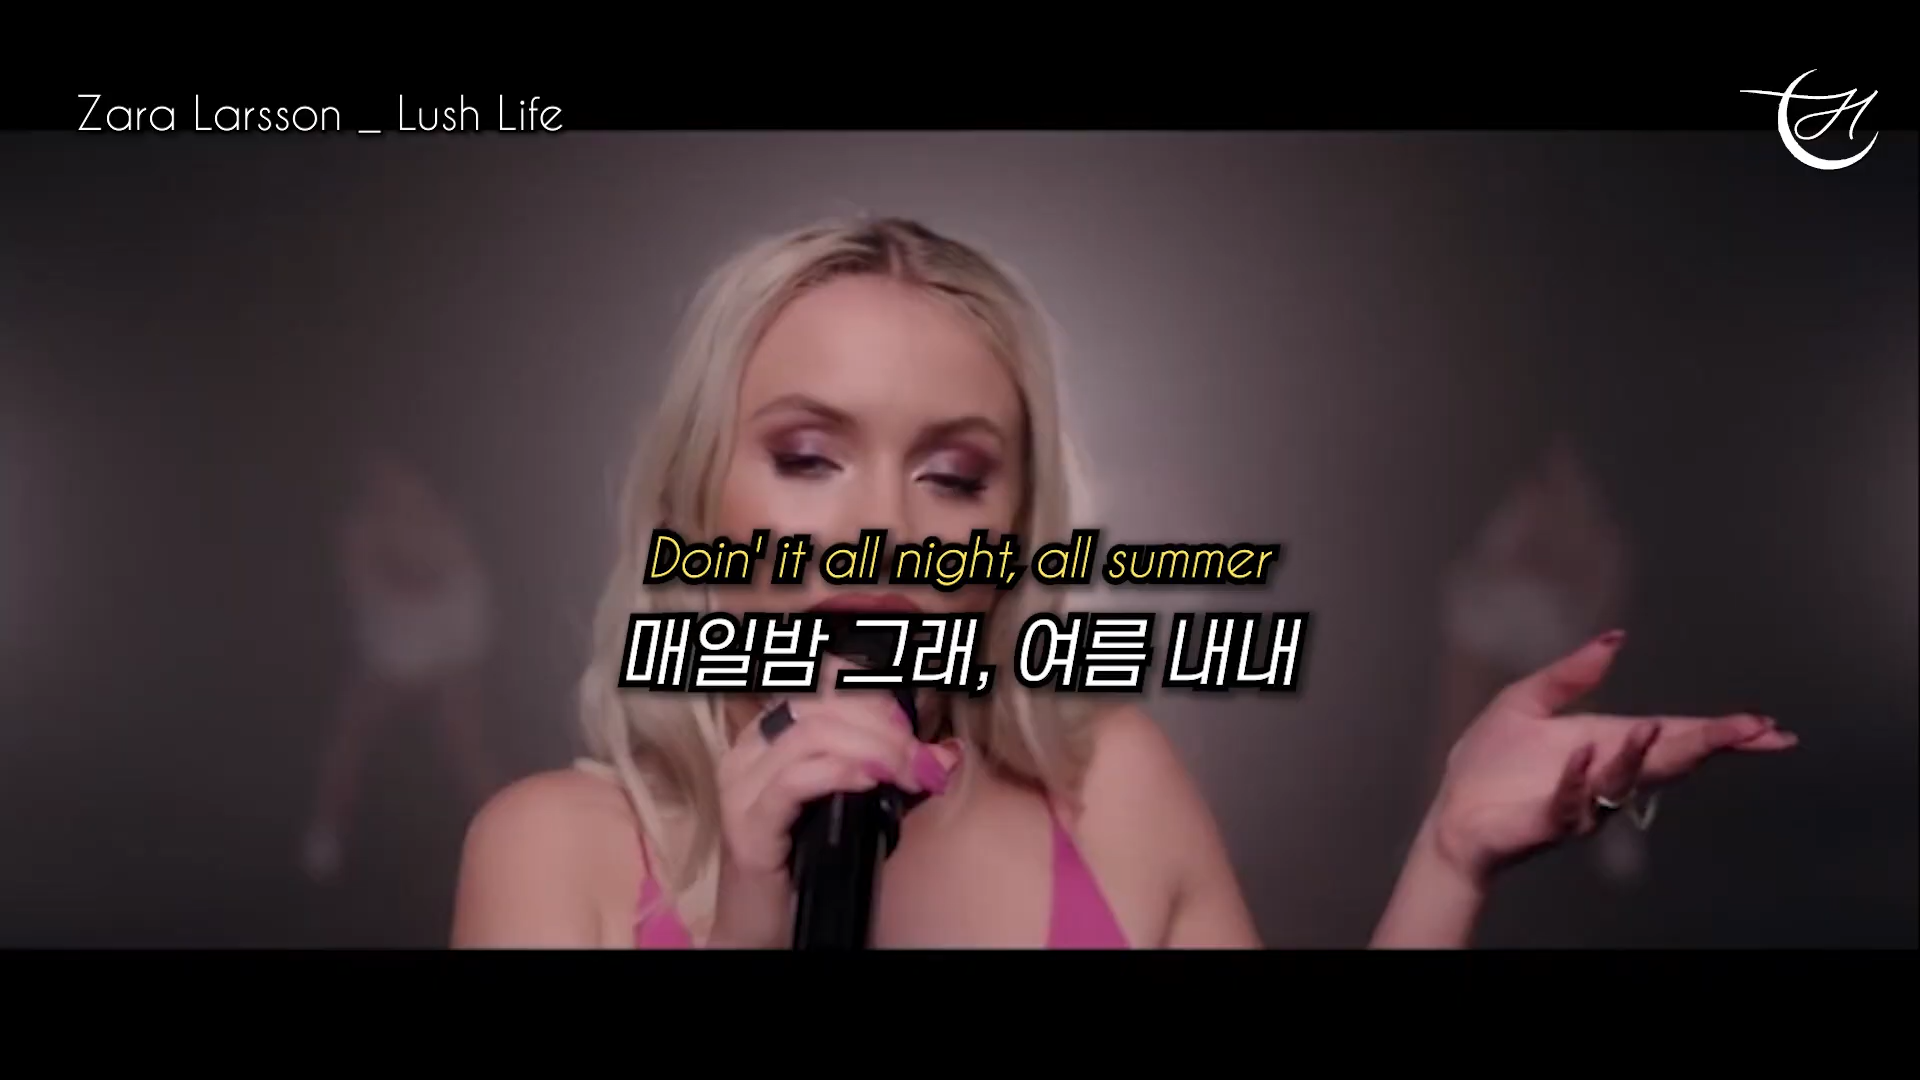 Zara Larsson _ Lush Life
Doin' it all night, all summer
매일밤 그래, 여름 내내